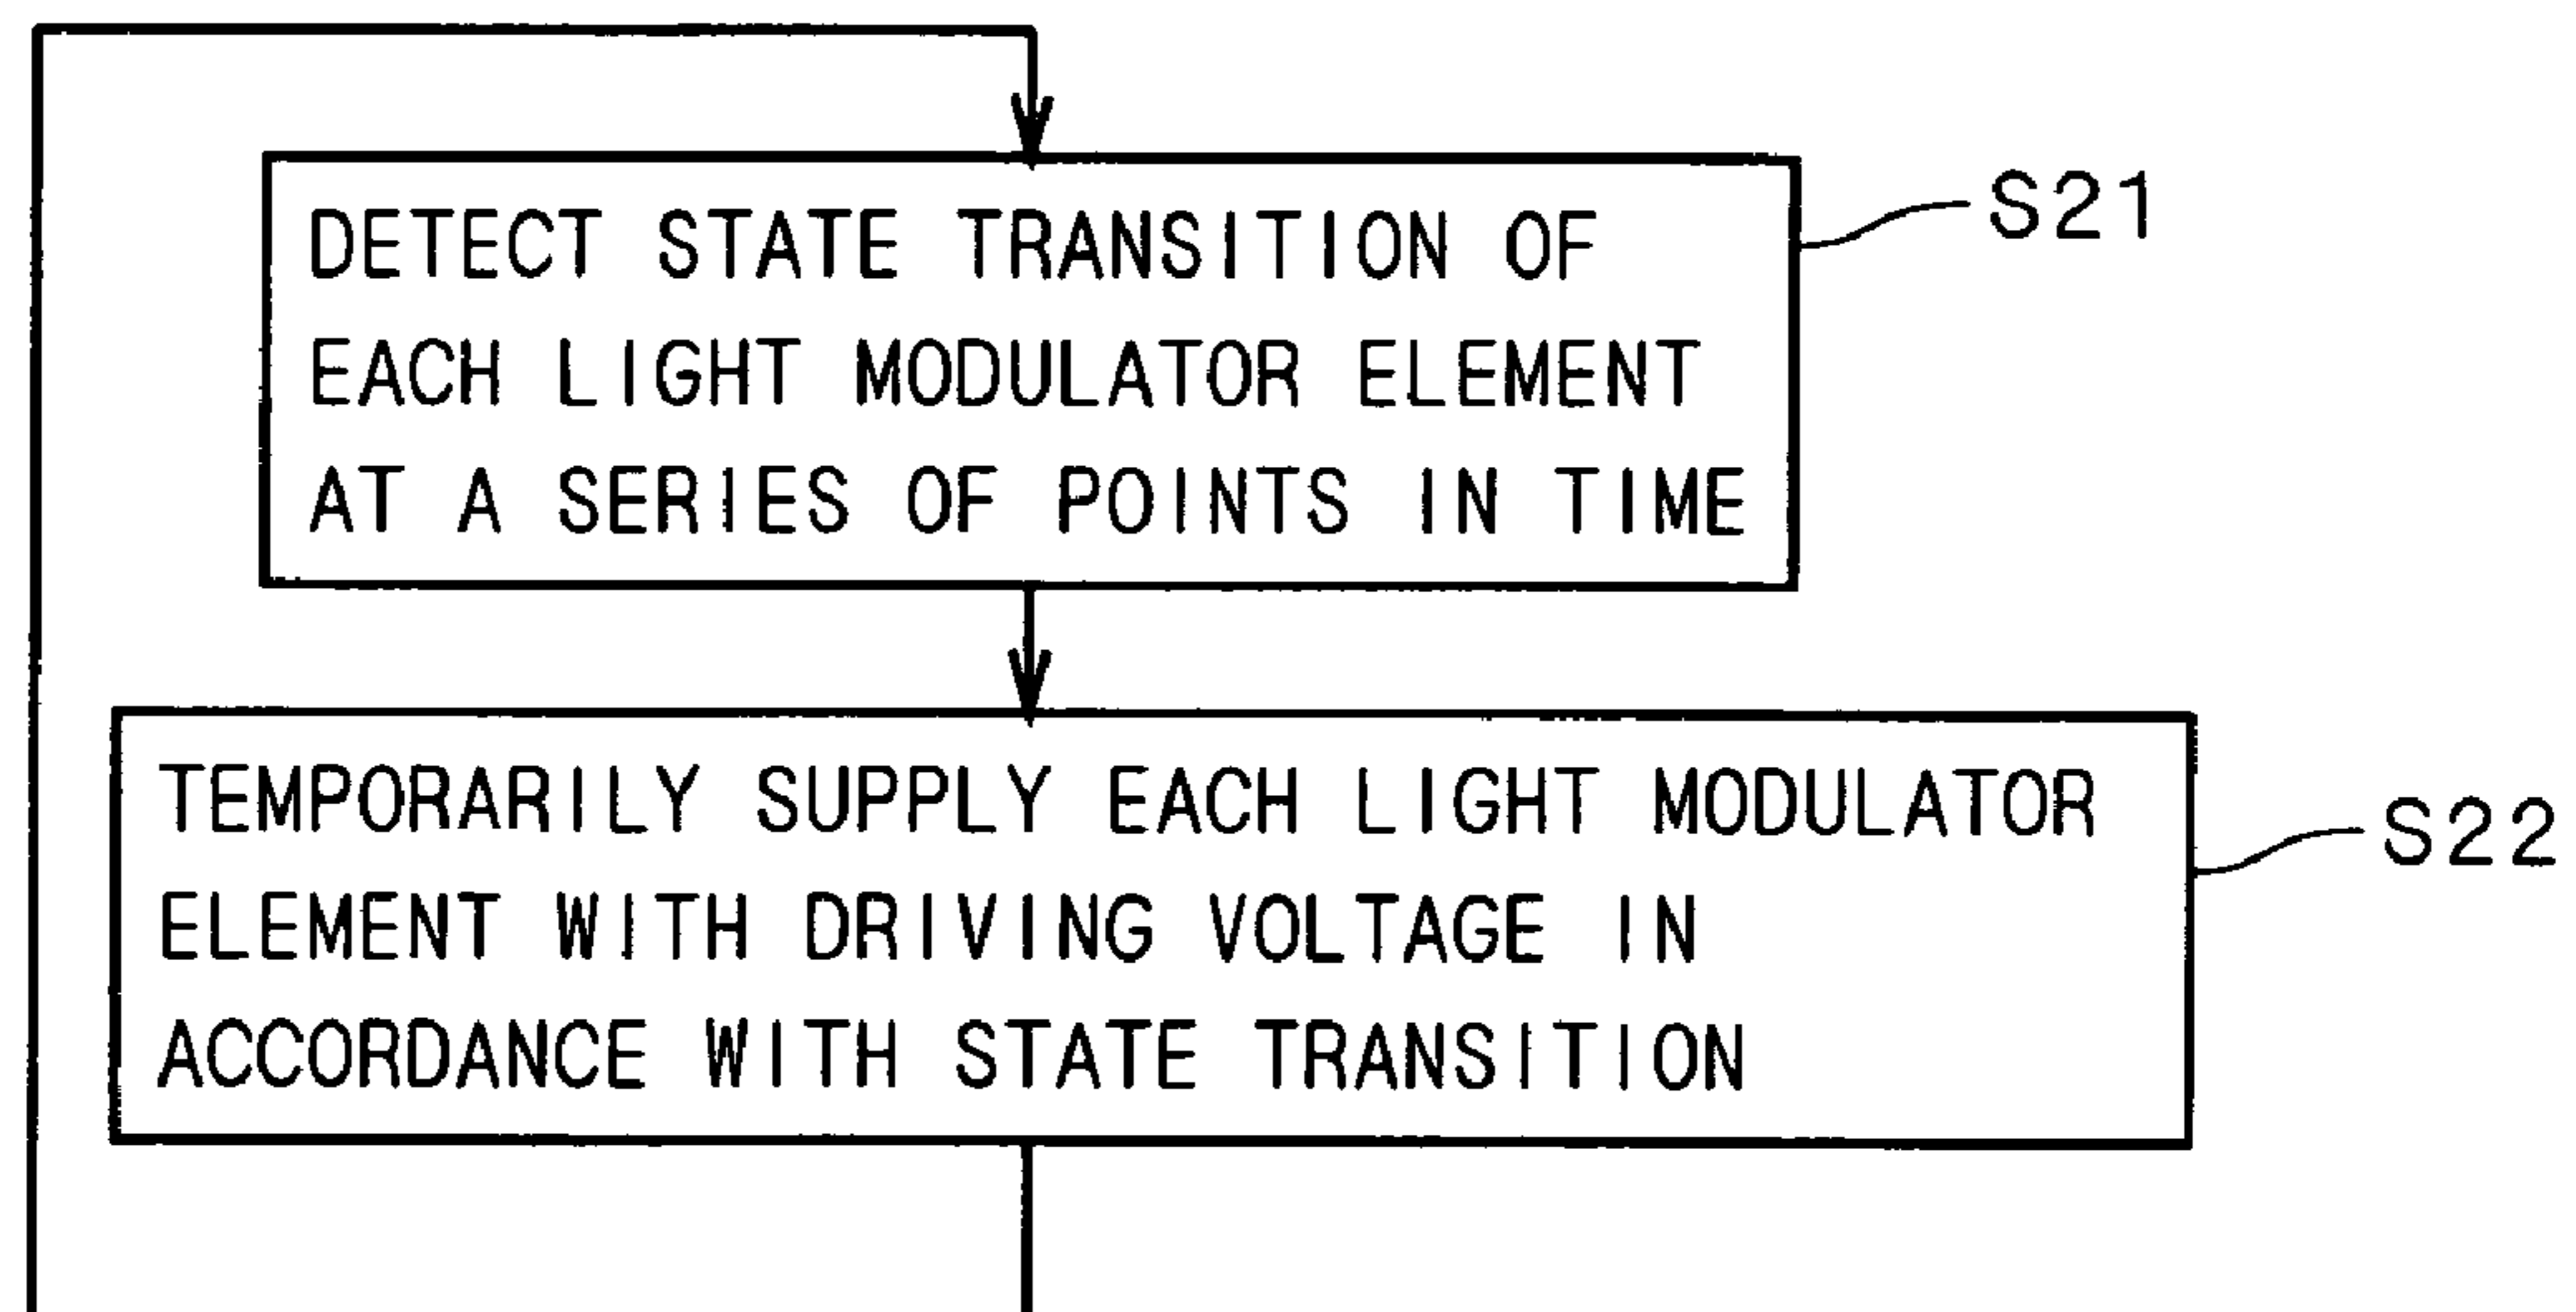 DETECT STATE TRANSITION OF
EACH LIGHT MODULATOR ELEMENT
AT A SERIES OF POINTS IN TIME
S21
TEMPORARILY SUPPLY EACH LIGHT MODULATOR
ELEMENT WITH DRIVING VOLTAGE IN
ACCORDANCE WITH STATE TRANSITION
S22